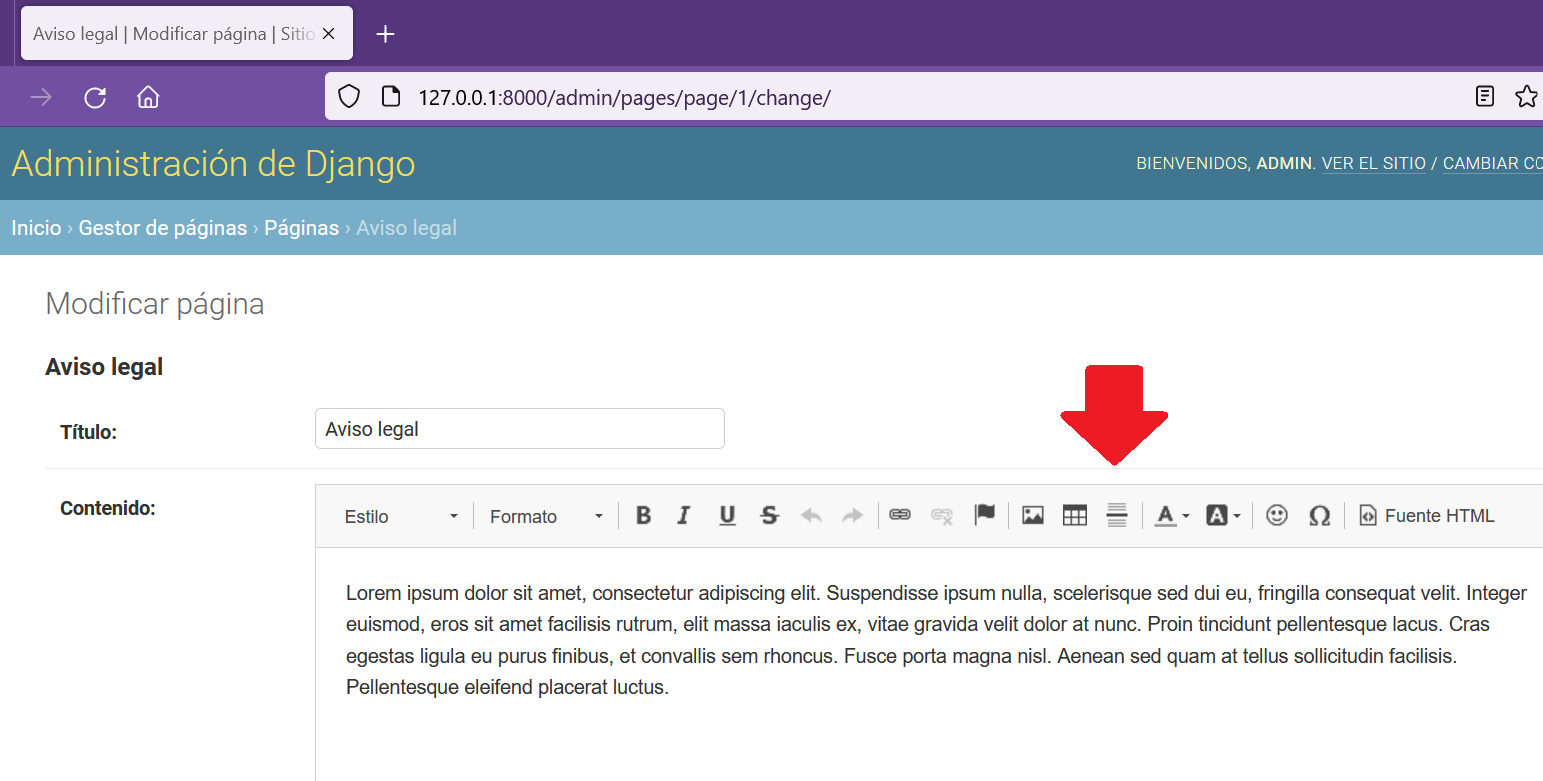 Aviso legal | Modificar página | Sitio
127.0.0.1:8000/admin/pages/page/1/change/
Administración de Django
BIENVENIDOS, ADMIN. VER EL SITIO / CAMBIAR CO
Inicio › Gestor de páginas › Páginas › Aviso legal
Modificar página
Aviso legal
Título: Aviso legal
Contenido:
Estilo Formato B I U S A A Ω Fuente HTML
Lorem ipsum dolor sit amet, consectetur adipiscing elit. Suspendisse ipsum nulla, scelerisque sed dui eu, fringilla consequat velit. Integer
euismod, eros sit amet facilisis rutrum, elit massa iaculis ex, vitae gravida velit dolor at nunc. Proin tincidunt pellentesque lacus. Cras
egestas ligula eu purus finibus, et convallis sem rhoncus. Fusce porta magna nisl. Aenean sed quam at tellus sollicitudin facilisis.
Pellentesque eleifend placerat luctus.